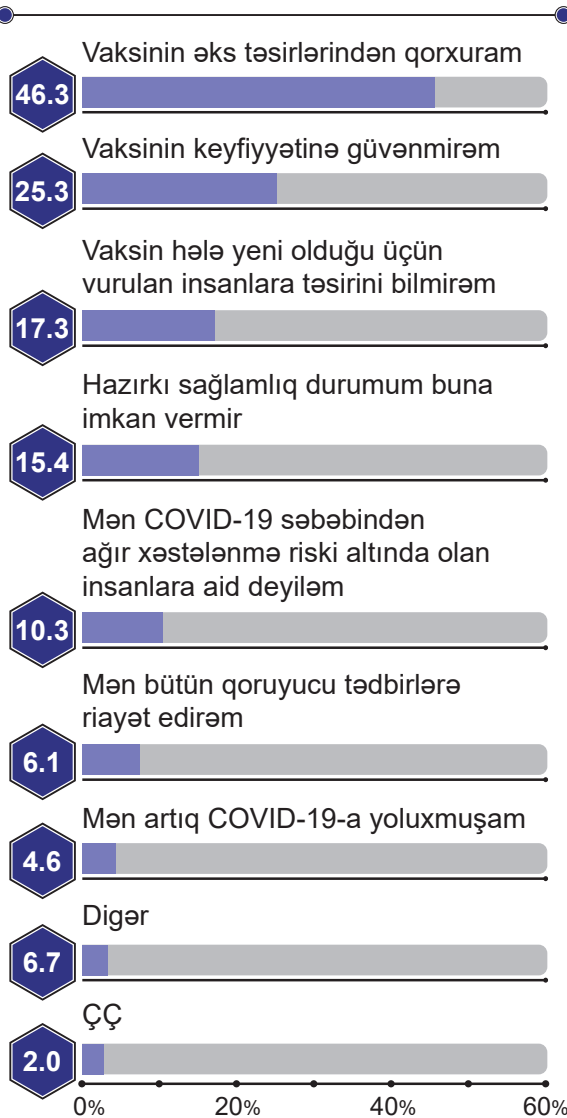 Vaksinin əks təsirlərindən qorxuram
46.3
Vaksinin keyfiyyətinə güvənmirəm
25.3
Vaksin hələ yeni olduğu üçün
vurulan insanlara təsirini bilmirəm
17.3
Hazırkı sağlamlıq durumum buna
imkan vermir
15.4
Mən COVID-19 səbəbindən
ağır xəstələnmə riski altında olan
insanlara aid deyiləm
10.3
Mən bütün qoruyucu tədbirlərə
riayət edirəm
6.1
Mən artıq COVID-19-a yoluxmuşam
4.6
Digər
6.7
ÇÇ
2.0
0% 20% 40% 60%